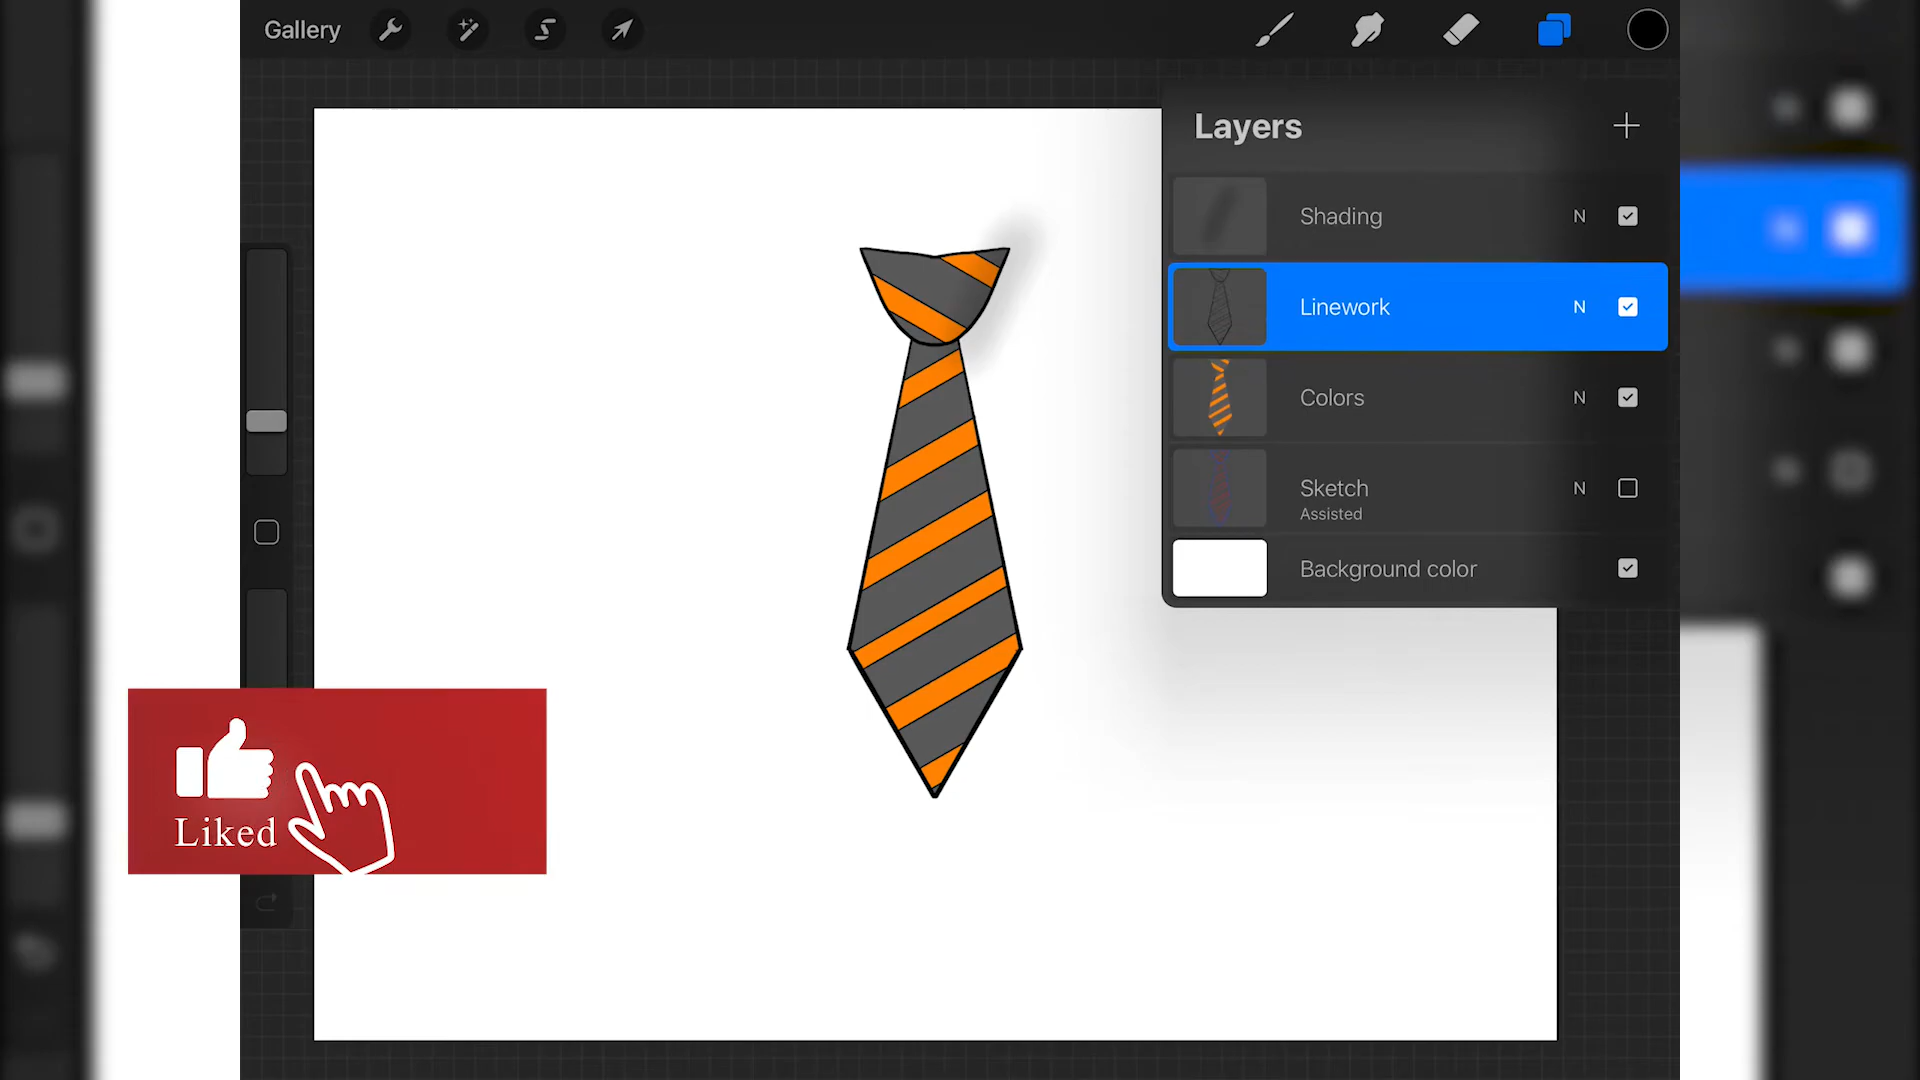 Gallery
Layers
Shading N
Linework N
Colors N
Sketch N
Assisted
Background color
Liked